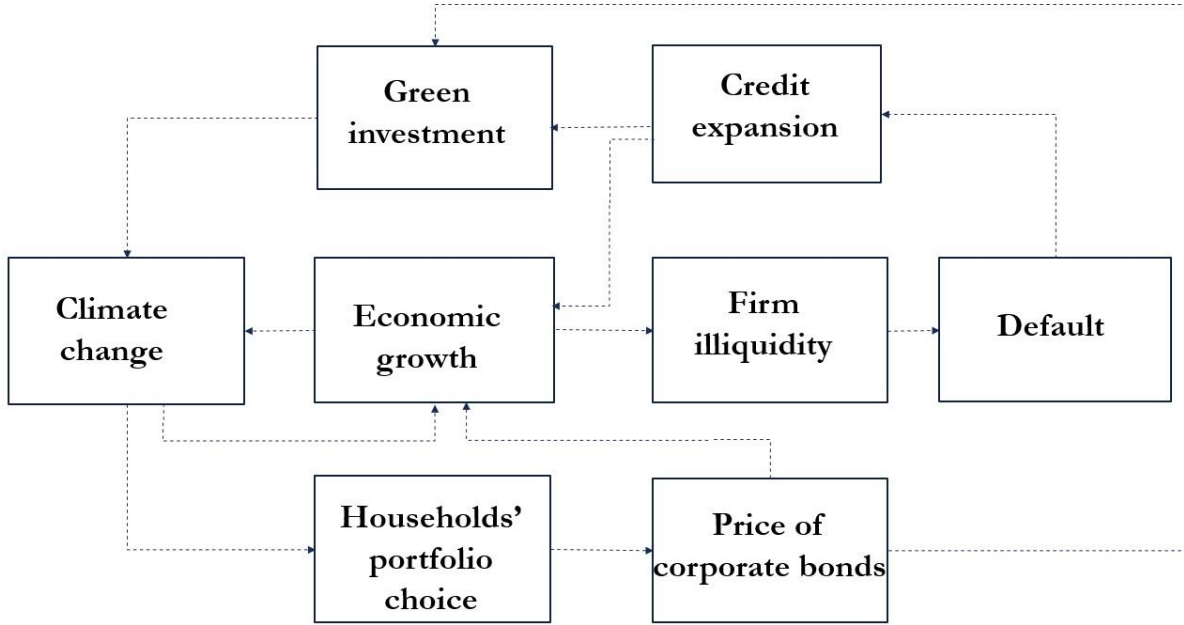 Green
investment
Credit
expansion
Climate
change
Economic
growth
Firm
illiquidity
Default
Households’
portfolio
choice
Price of
corporate bonds